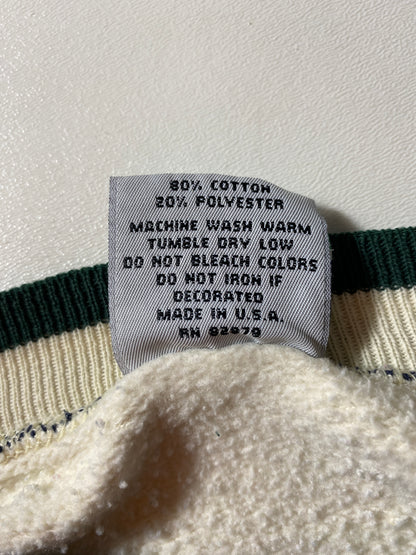 80% COTTON
20% POLYESTER
MACHINE WASH WARM
TUMBLE DRY LOW
DO NOT BLEACH COLORS
DO NOT IRON IF
DECORATED
MADE IN U.S.A.
RN 82879